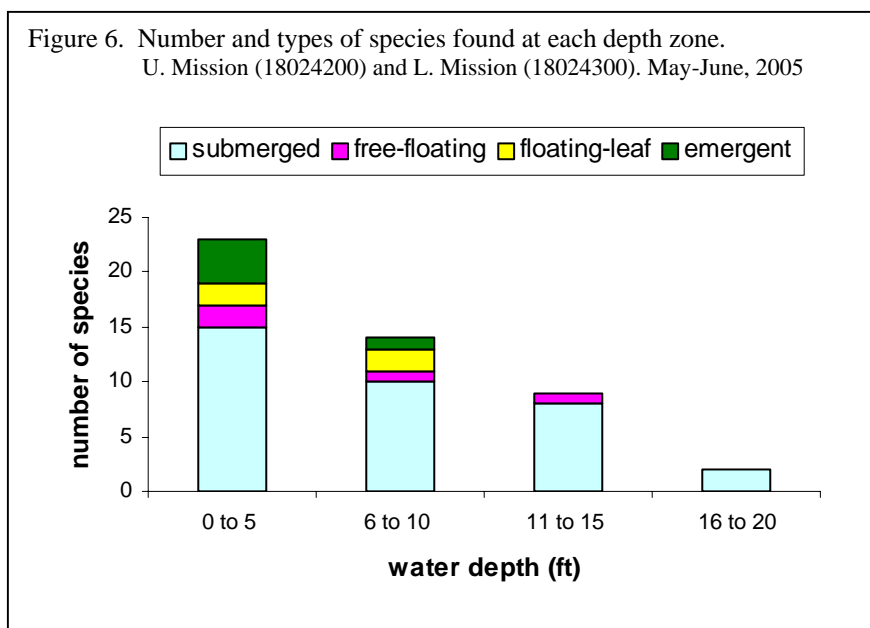 Figure 6.  Number and types of species found at each depth zone.
U. Mission (18024200) and L. Mission (18024300). May-June, 2005
submerged free-floating floating-leaf emergent
number of species
25
20
15
10
5
0
0 to 5 6 to 10 11 to 15 16 to 20
water depth (ft)